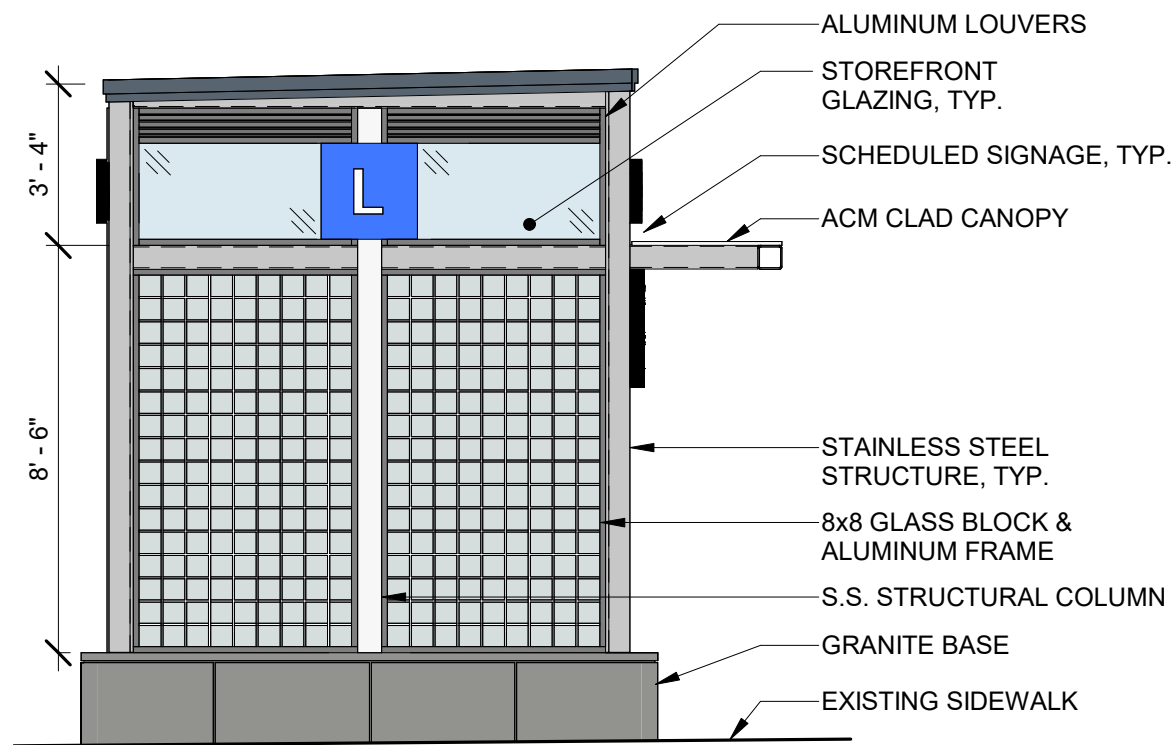 ALUMINUM LOUVERS
STOREFRONT
GLAZING, TYP.
SCHEDULED SIGNAGE, TYP.
ACM CLAD CANOPY
3' - 4"
L
8' - 6"
STAINLESS STEEL
STRUCTURE, TYP.
8x8 GLASS BLOCK &
ALUMINUM FRAME
S.S. STRUCTURAL COLUMN
GRANITE BASE
EXISTING SIDEWALK